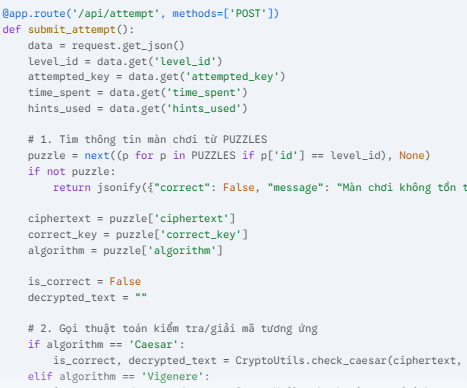 @app.route('/api/attempt', methods=['POST'])
def submit_attempt():
    data = request.get_json()
    level_id = data.get('level_id')
    attempted_key = data.get('attempted_key')
    time_spent = data.get('time_spent')
    hints_used = data.get('hints_used')
    # 1. Tìm thông tin màn chơi từ PUZZLES
    puzzle = next((p for p in PUZZLES if p['id'] == level_id), None)
    if not puzzle:
        return jsonify({"correct": False, "message": "Màn chơi không tồn t
    ciphertext = puzzle['ciphertext']
    correct_key = puzzle['correct_key']
    algorithm = puzzle['algorithm']
    is_correct = False
    decrypted_text = ""
    # 2. Gọi thuật toán kiểm tra/giải mã tương ứng
    if algorithm == 'Caesar':
        is_correct, decrypted_text = CryptoUtils.check_caesar(ciphertext,
    elif algorithm == 'Vigenere':